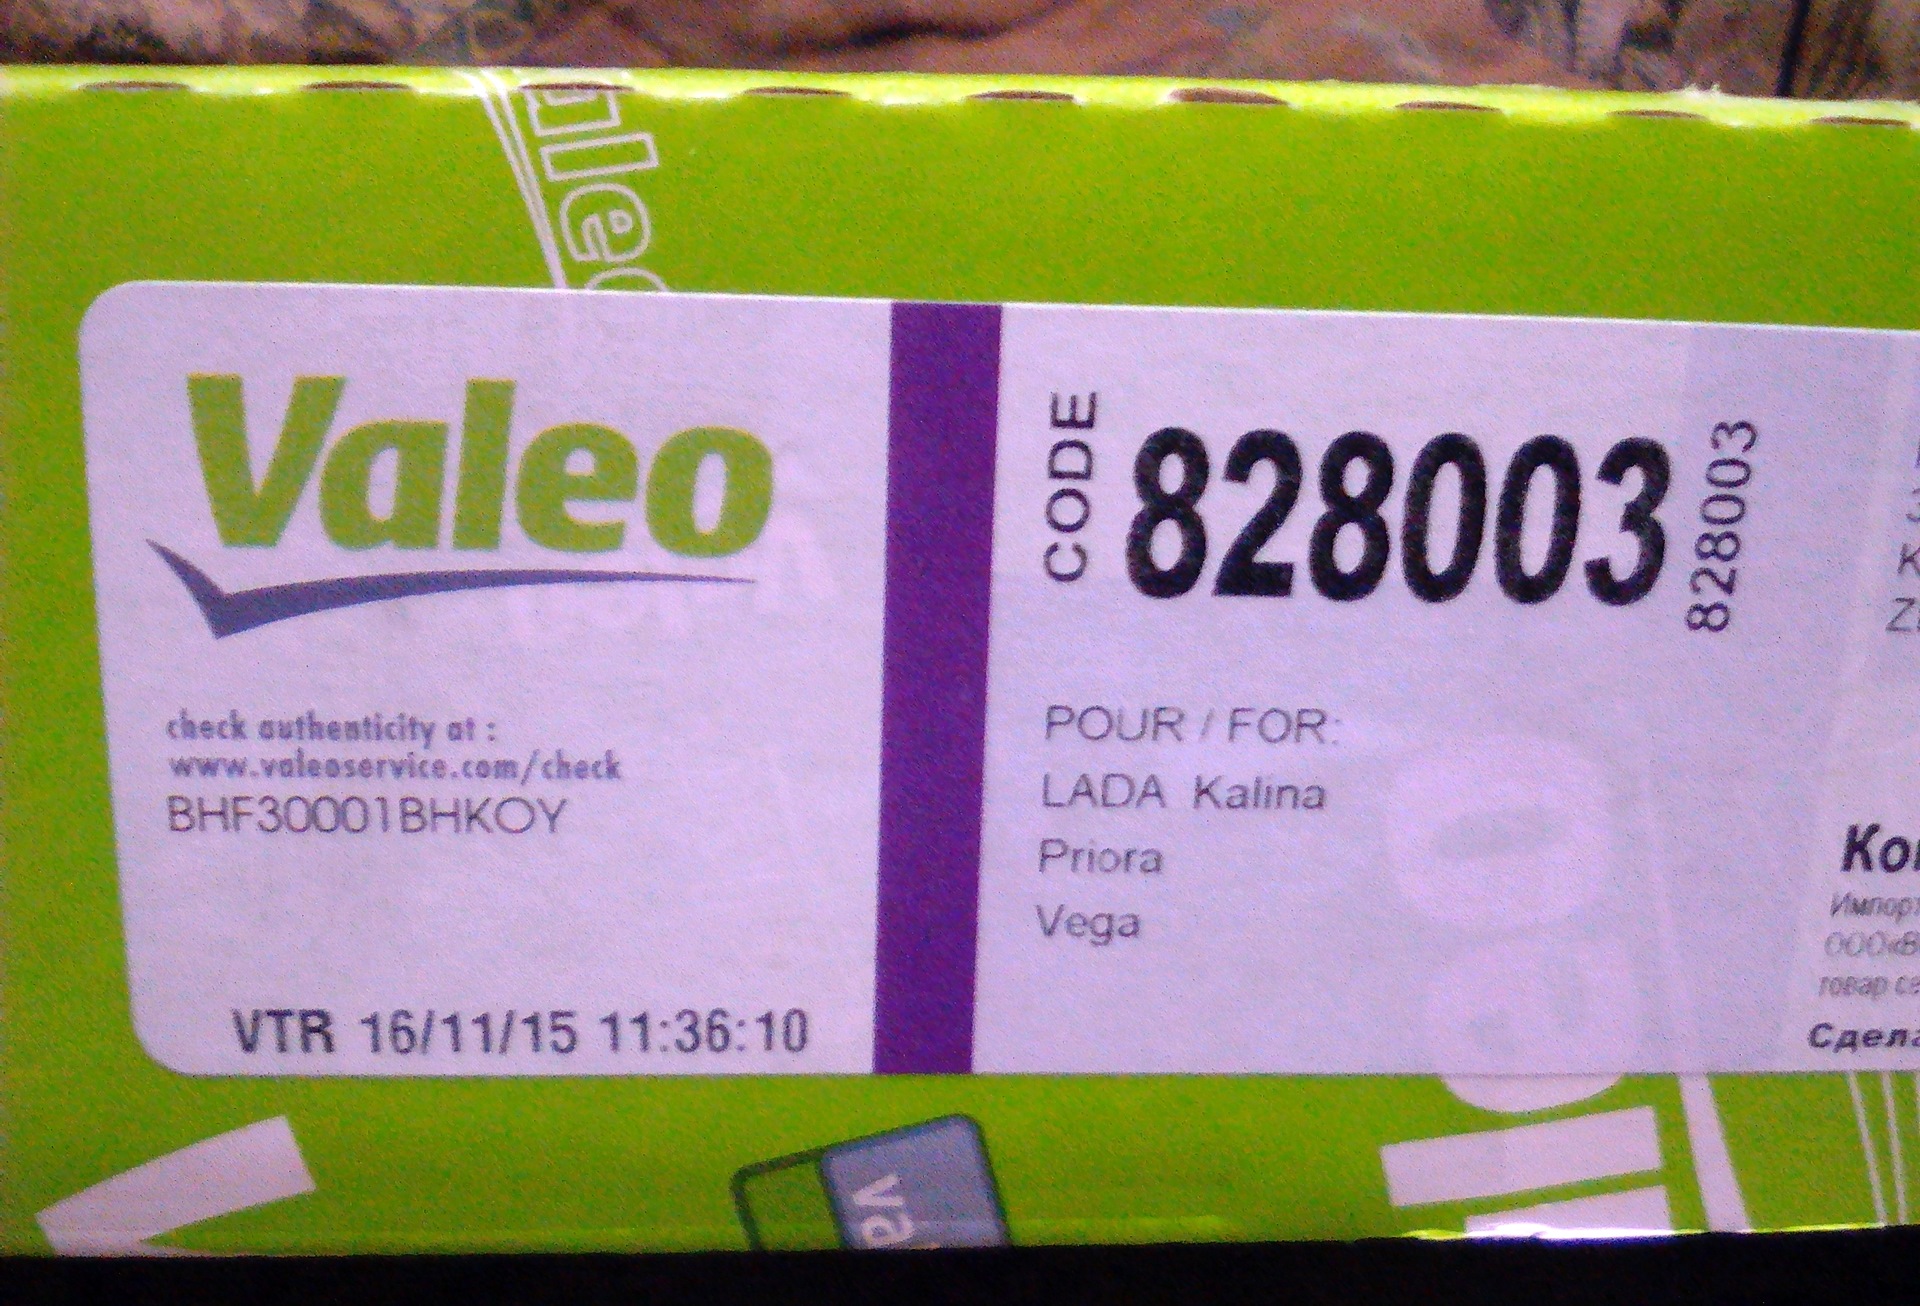 Valeo
check authenticity at :
www.valeoservice.com/check
BHF30001BHKOY
VTR 16/11/15 11:36:10
CODE
828003
828003
POUR / FOR:
LADA Kalina
Priora
Vega